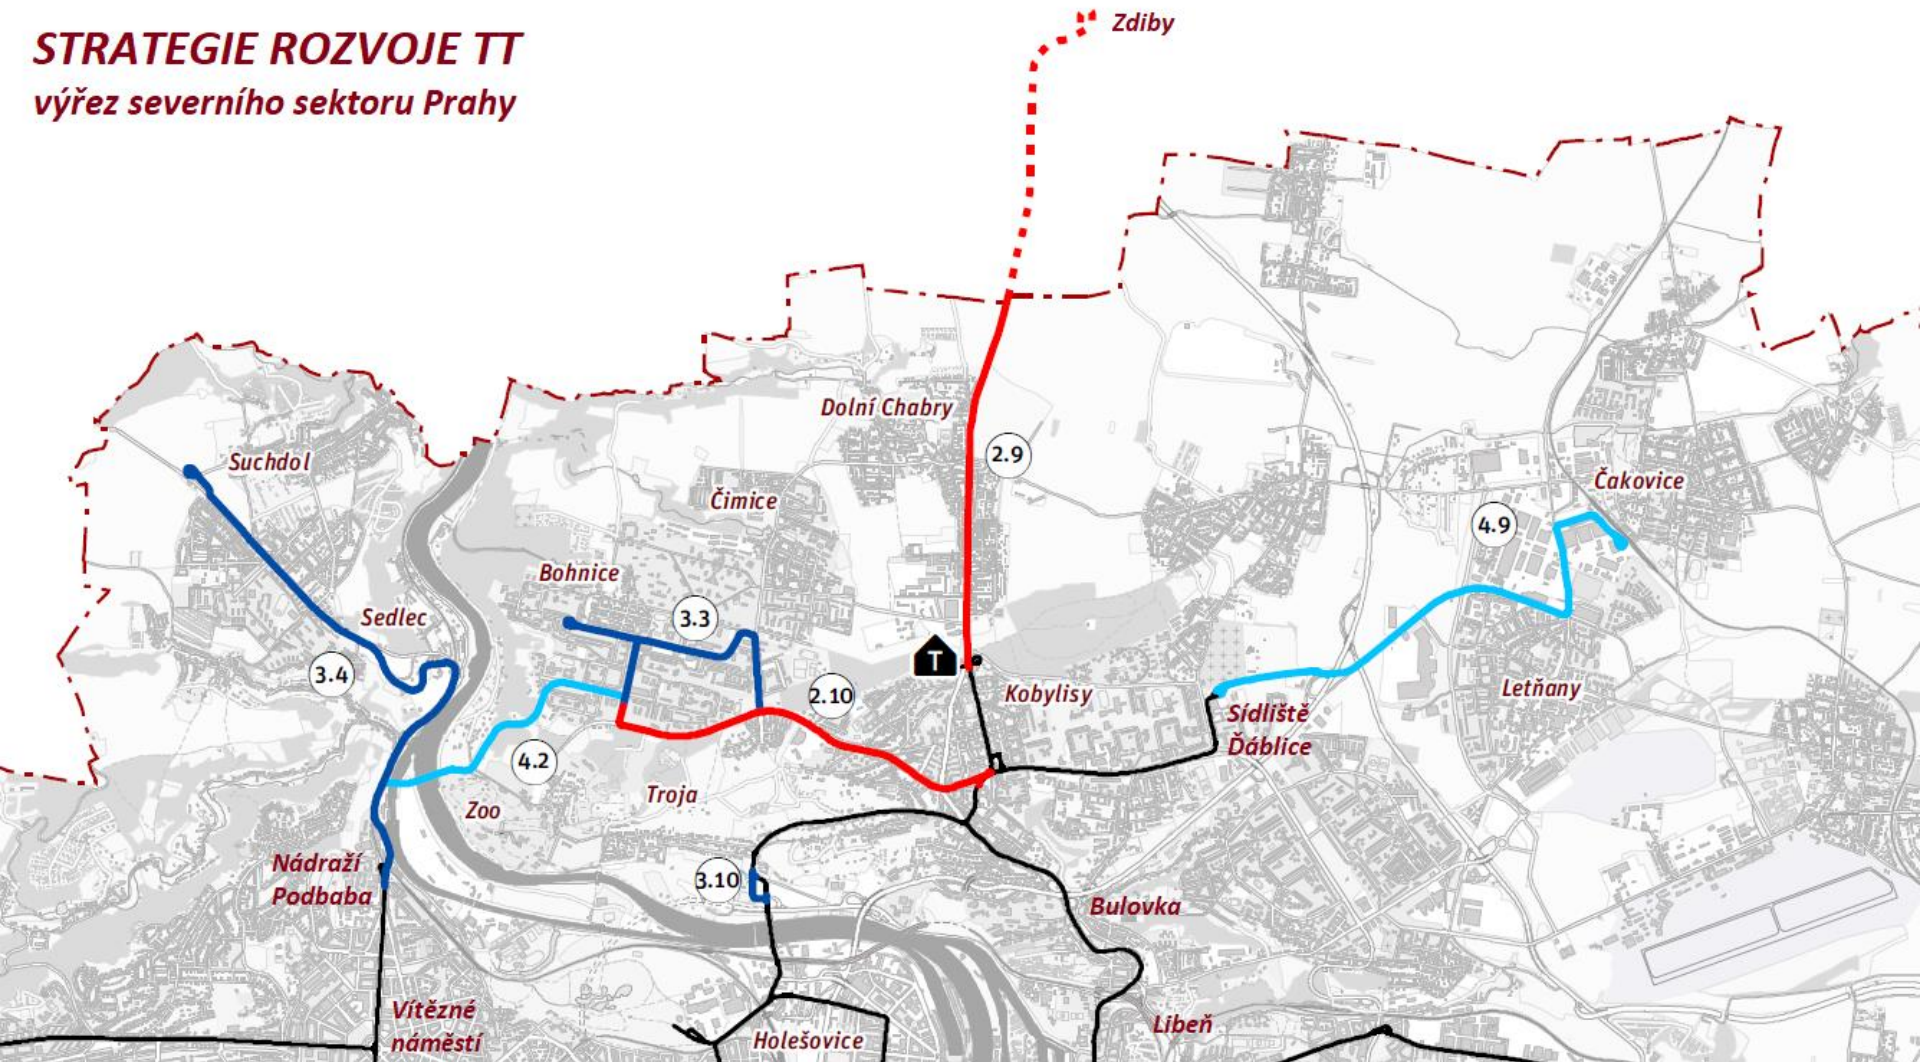 STRATEGIE ROZVOJE TT
výřez severního sektoru Prahy
Zdiby
Dolní Chabry
2.9
Suchdol
Čimice
Čakovice
4.9
Bohnice
3.3
Sedlec
3.4
T
2.10
Kobylisy
Letňany
Sídliště
Ďáblice
4.2
Troja
Zoo
Nádraží
Podbaba
3.10
Bulovka
Vítězné
náměstí
Holešovice
Libeň